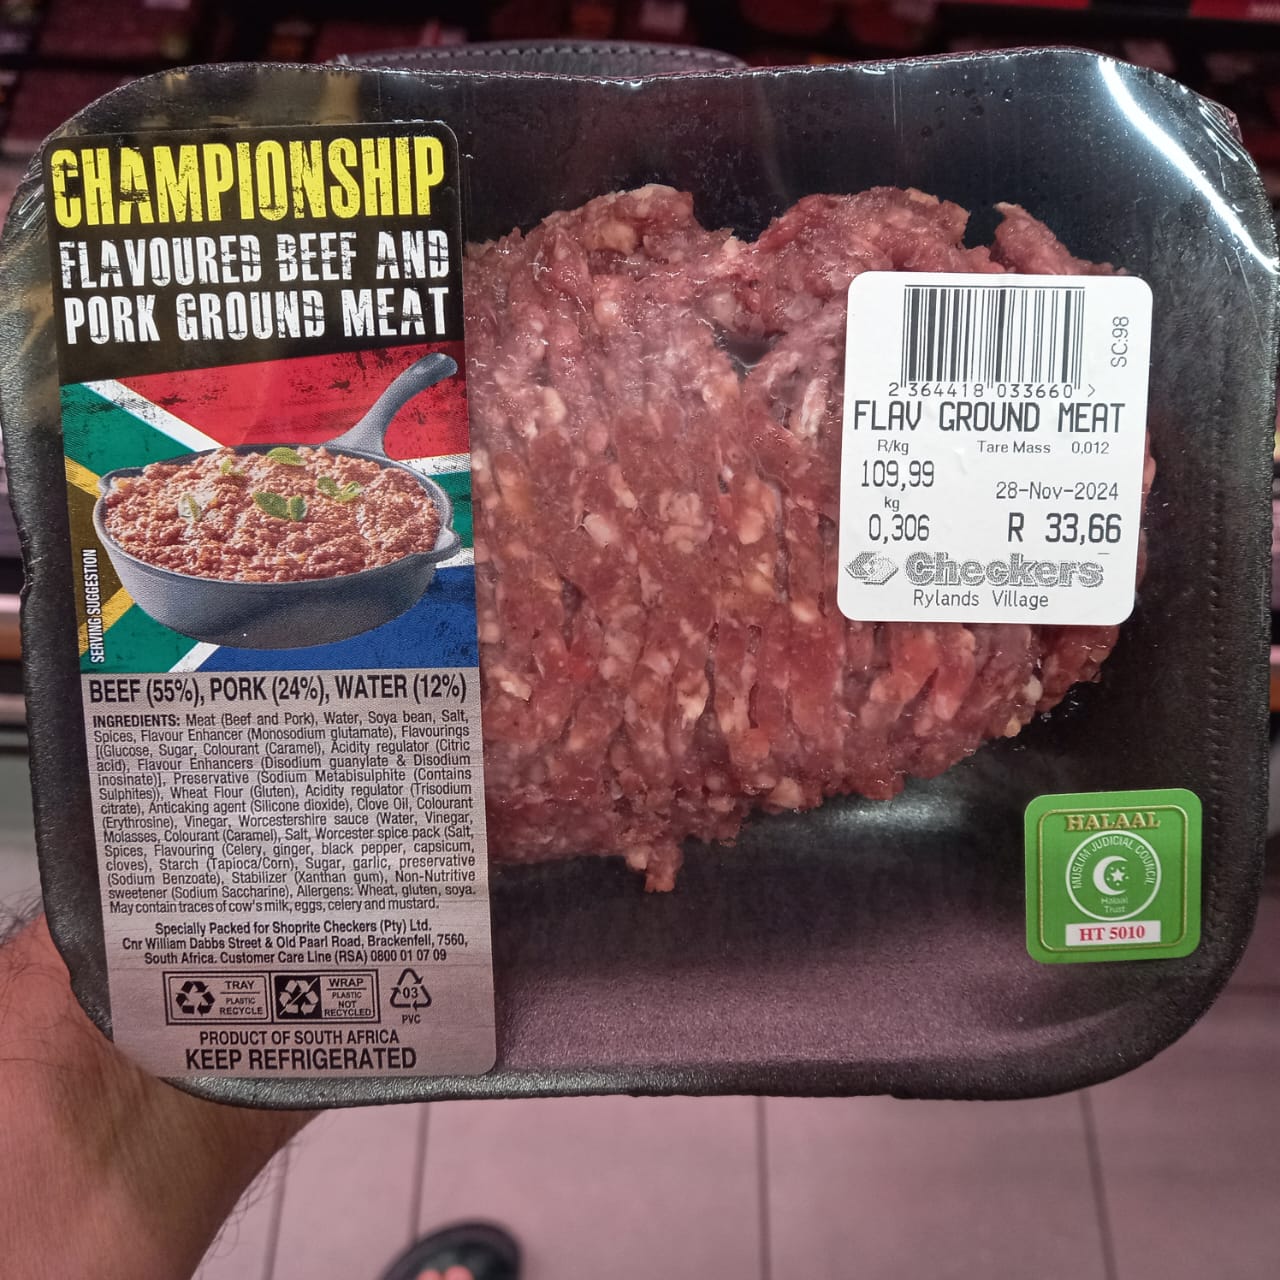 CHAMPIONSHIP
FLAVOURED BEEF AND
PORK GROUND MEAT
SERVING SUGGESTION
BEEF (55%), PORK (24%), WATER (12%)
INGREDIENTS: Meat (Beef and Pork), Water, Soya bean, Salt,
Spices, Flavour Enhancer (Monosodium glutamate), Flavourings
[(Glucose, Sugar, Colourant (Caramel), Acidity regulator (Citric
acid), Flavour Enhancers (Disodium guanylate & Disodium
inosinate)], Preservative (Sodium Metabisulphite (Contains
Sulphites)), Wheat Flour (Gluten), Acidity regulator (Trisodium
citrate), Anticaking agent (Silicone dioxide), Clove Oil, Colourant
(Erythrosine), Vinegar, Worcestershire sauce (Water, Vinegar,
Molasses, Colourant (Caramel), Salt, Worcester spice pack (Salt,
Spices, Flavouring (Celery, ginger, black pepper, capsicum,
cloves), Starch (Tapioca/Corn), Sugar, garlic, preservative
(Sodium Benzoate), Stabilizer (Xanthan gum), Non-Nutritive
sweetener (Sodium Saccharine), Allergens: Wheat, gluten, soya.
May contain traces of cow's milk, eggs, celery and mustard.
Specially Packed for Shoprite Checkers (Pty) Ltd.
Cnr William Dabbs Street & Old Paarl Road, Brackenfell, 7560,
South Africa. Customer Care Line (RSA) 0800 01 07 09
TRAY
PLASTIC
RECYCLE
WRAP
PLASTIC
NOT
RECYCLED
03
PVC
PRODUCT OF SOUTH AFRICA
KEEP REFRIGERATED
SC:98
2 364418 033660 >
FLAV GROUND MEAT
R/kg Tare Mass 0,012
109,99
kg 28-Nov-2024
0,306 R 33,66
Checkers
Rylands Village
HALAAL
MUSLIM JUDICIAL COUNCIL
Halaal
Trust
HT 5010